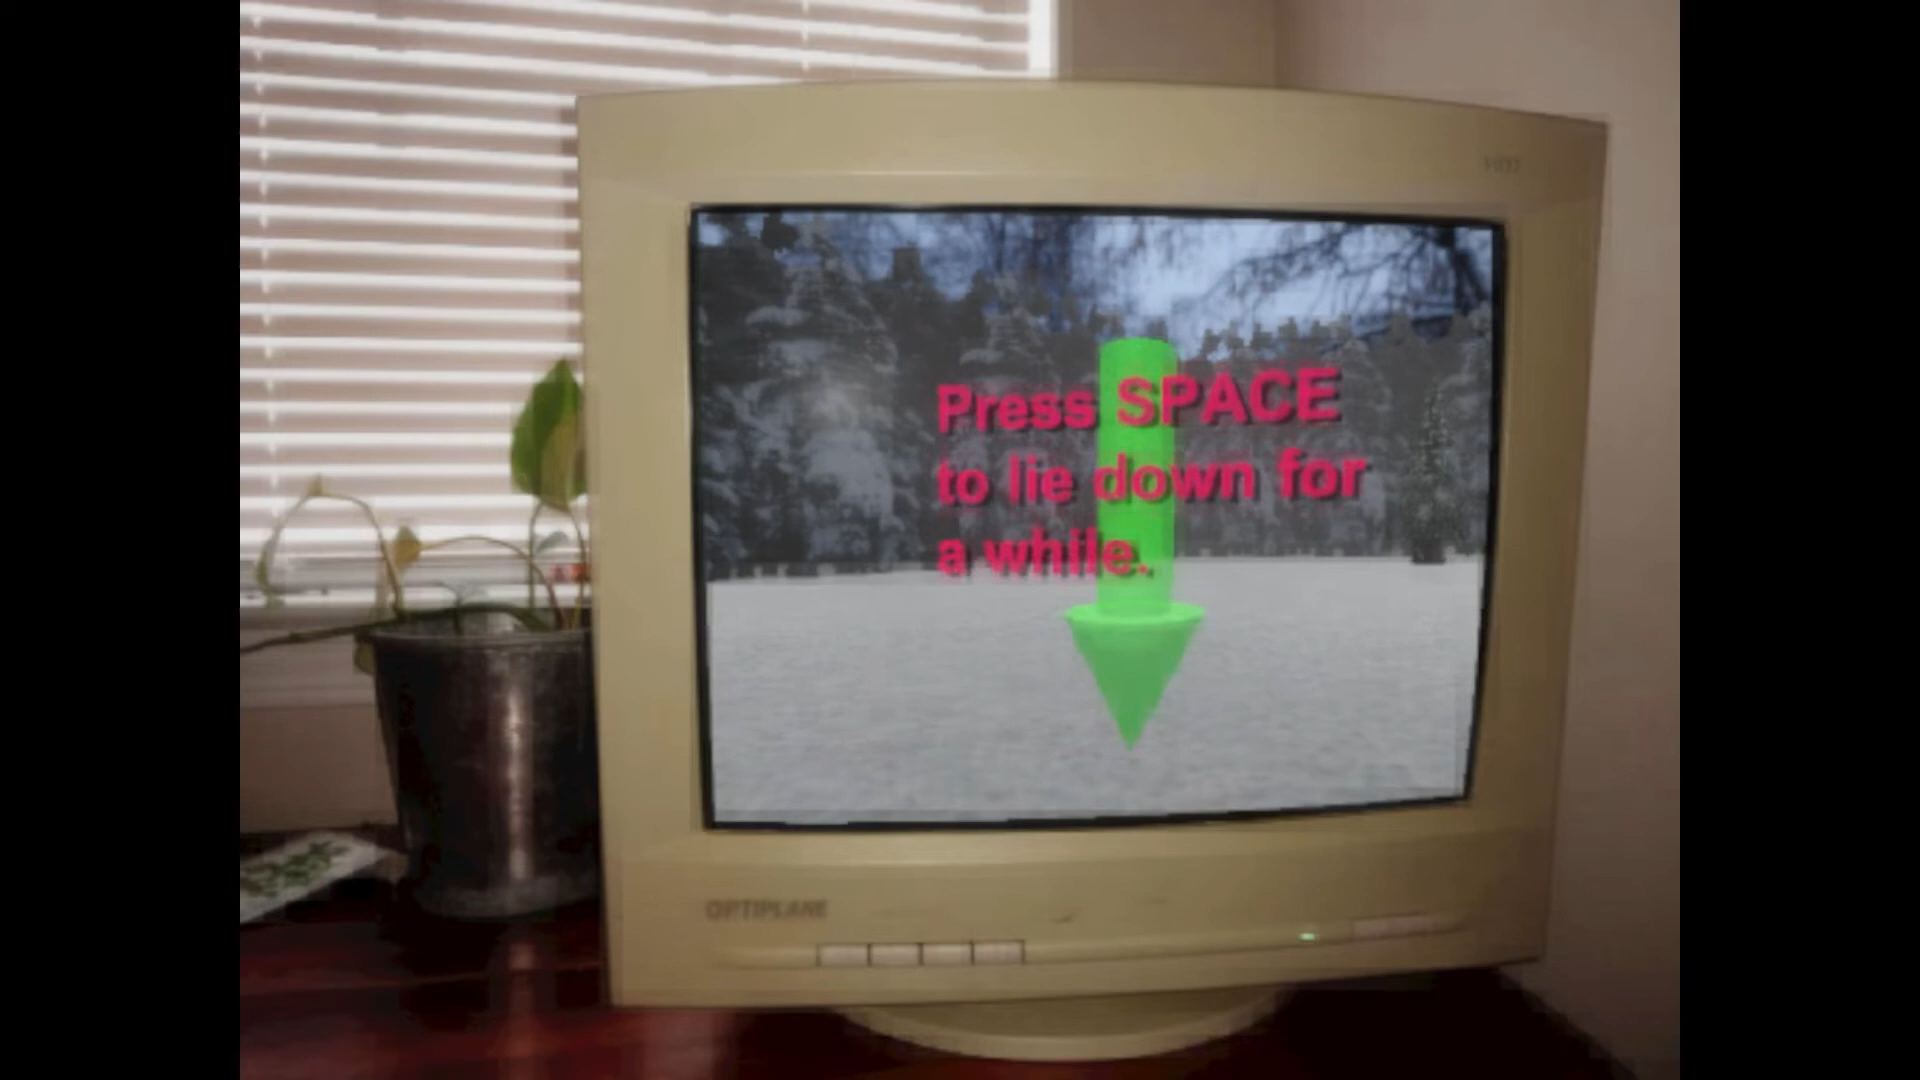 Press SPACE
to lie down for
a while.
OPTIPLANE